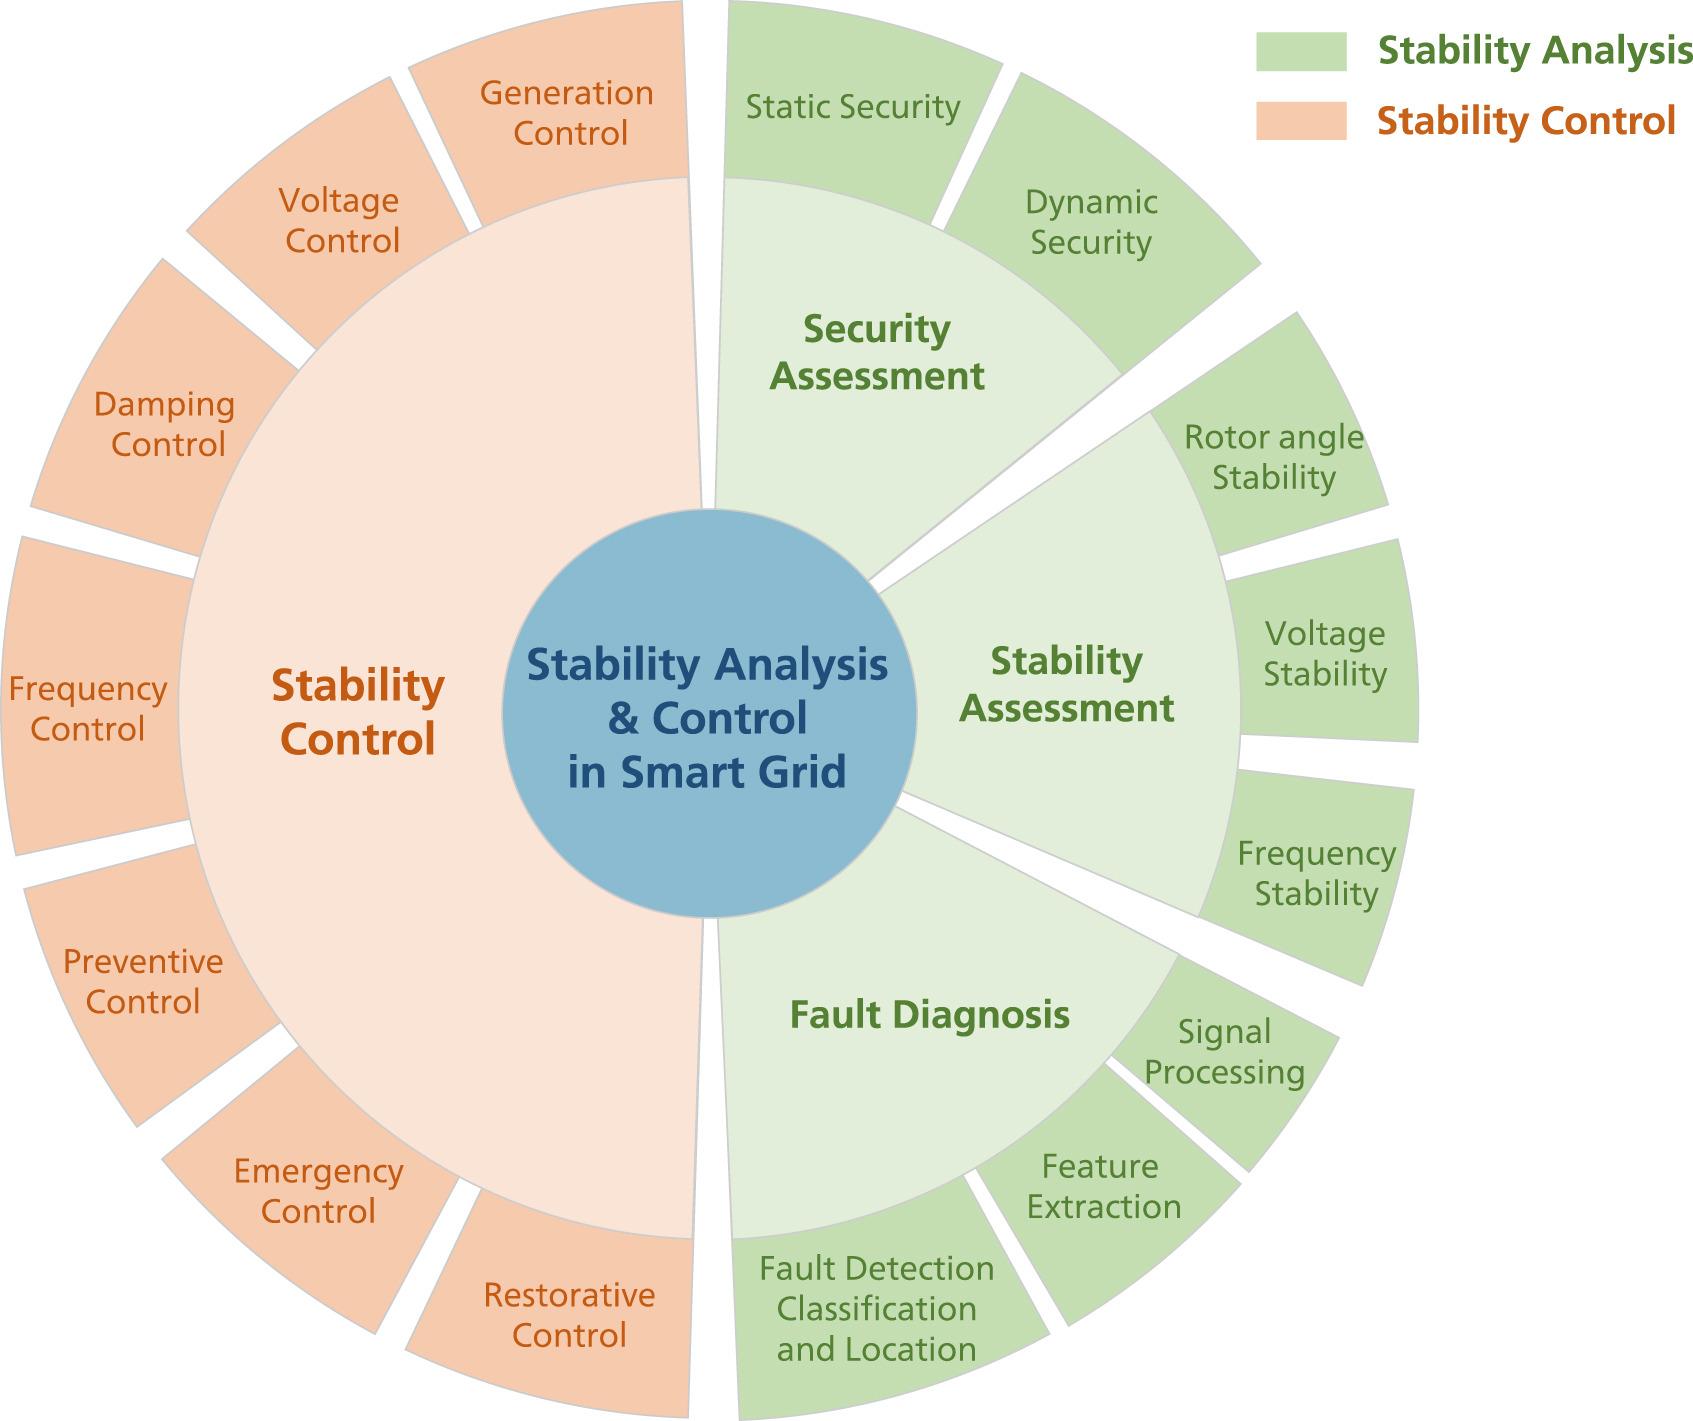 Stability Analysis
Stability Control
Generation
Control
Voltage
Control
Damping
Control
Frequency
Control
Preventive
Control
Emergency
Control
Restorative
Control
Stability
Control
Stability Analysis
& Control
in Smart Grid
Static Security
Dynamic
Security
Security
Assessment
Rotor angle
Stability
Voltage
Stability
Frequency
Stability
Stability
Assessment
Fault Diagnosis
Signal
Processing
Feature
Extraction
Fault Detection
Classification
and Location